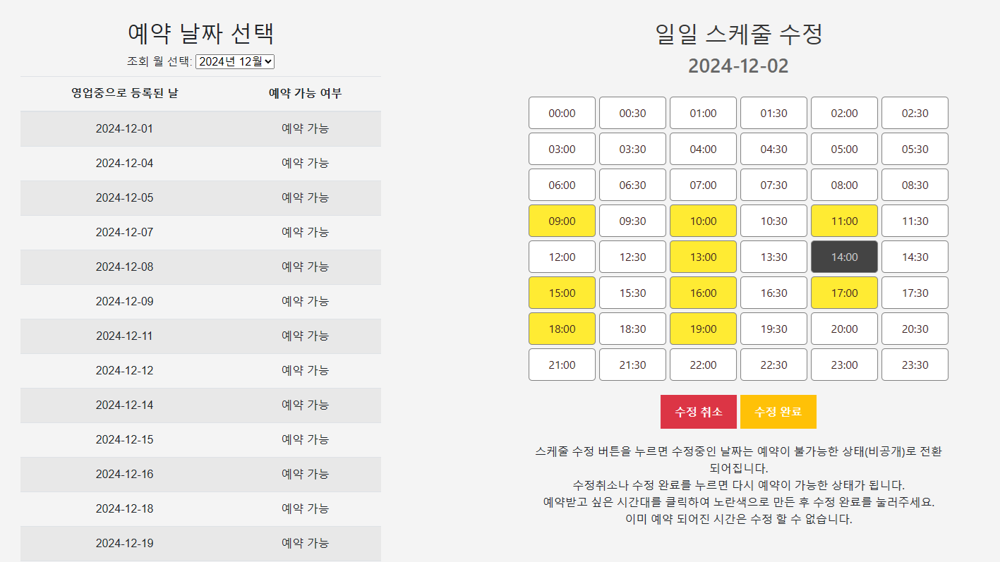 예약 날짜 선택
조회 월 선택: 2024년 12월
영업중으로 등록된 날 예약 가능 여부
2024-12-01 예약 가능
2024-12-04 예약 가능
2024-12-05 예약 가능
2024-12-07 예약 가능
2024-12-08 예약 가능
2024-12-09 예약 가능
2024-12-11 예약 가능
2024-12-12 예약 가능
2024-12-14 예약 가능
2024-12-15 예약 가능
2024-12-16 예약 가능
2024-12-18 예약 가능
2024-12-19 예약 가능
일일 스케줄 수정
2024-12-02
00:00 00:30 01:00 01:30 02:00 02:30
03:00 03:30 04:00 04:30 05:00 05:30
06:00 06:30 07:00 07:30 08:00 08:30
09:00 09:30 10:00 10:30 11:00 11:30
12:00 12:30 13:00 13:30 14:00 14:30
15:00 15:30 16:00 16:30 17:00 17:30
18:00 18:30 19:00 19:30 20:00 20:30
21:00 21:30 22:00 22:30 23:00 23:30
수정 취소 수정 완료
스케줄 수정 버튼을 누르면 수정중인 날짜는 예약이 불가능한 상태(비공개)로 전환
되어집니다.
수정취소나 수정 완료를 누르면 다시 예약이 가능한 상태가 됩니다.
예약받고 싶은 시간대를 클릭하여 노란색으로 만든 후 수정 완료를 눌러주세요.
이미 예약 되어진 시간은 수정 할 수 없습니다.